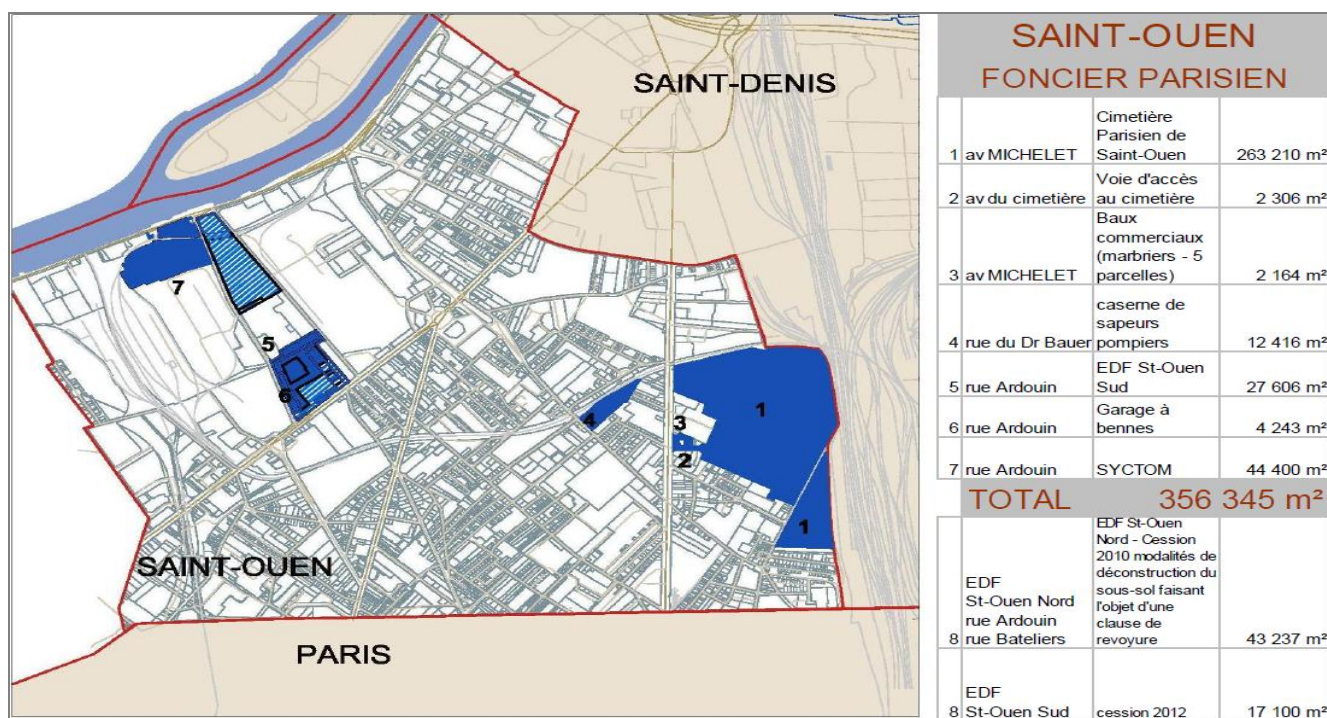 SAINT-DENIS
7
5
6
4
3
1
1
2
1
SAINT-OUEN
PARIS
SAINT-OUEN
FONCIER PARISIEN
1 av MICHELET Cimetière Parisien de Saint-Ouen 263 210 m²
2 av du cimetière Voie d'accès au cimetière 2 306 m²
3 av MICHELET Baux commerciaux (marbriers - 5 parcelles) 2 164 m²
4 rue du Dr Bauer caserne de sapeurs pompiers 12 416 m²
5 rue Ardouin EDF St-Ouen Sud 27 606 m²
6 rue Ardouin Garage à bennes 4 243 m²
7 rue Ardouin SYCTOM 44 400 m²
TOTAL 356 345 m²
8 EDF St-Ouen Nord rue Ardouin rue Bateliers EDF St-Ouen Nord - Cession 2010 modalités de déconstruction du sous-sol faisant l'objet d'une clause de revoyure 43 237 m²
8 EDF St-Ouen Sud cession 2012 17 100 m²